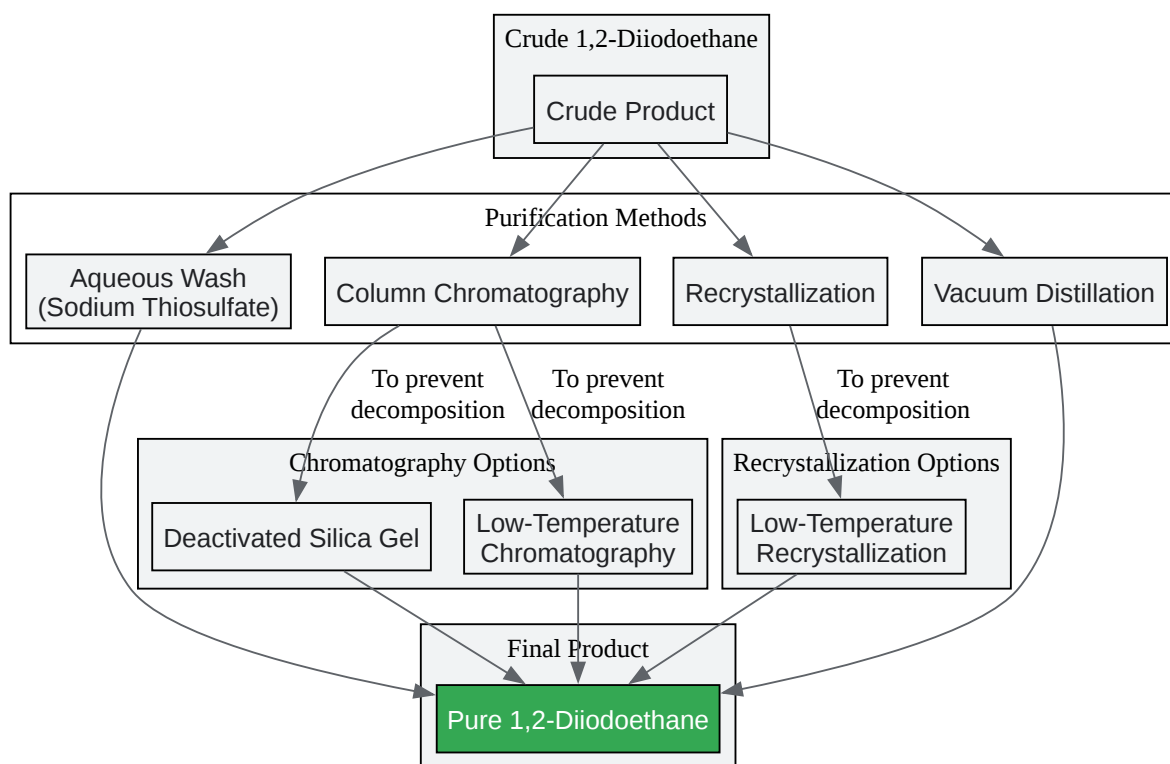 Crude 1,2-Diiodoethane
Crude Product
Purification Methods
Aqueous Wash
(Sodium Thiosulfate)
Column Chromatography
Recrystallization
Vacuum Distillation
To prevent
decomposition
To prevent
decomposition
To prevent
decomposition
Chromatography Options
Recrystallization Options
Deactivated Silica Gel
Low-Temperature
Chromatography
Low-Temperature
Recrystallization
Final Product
Pure 1,2-Diiodoethane